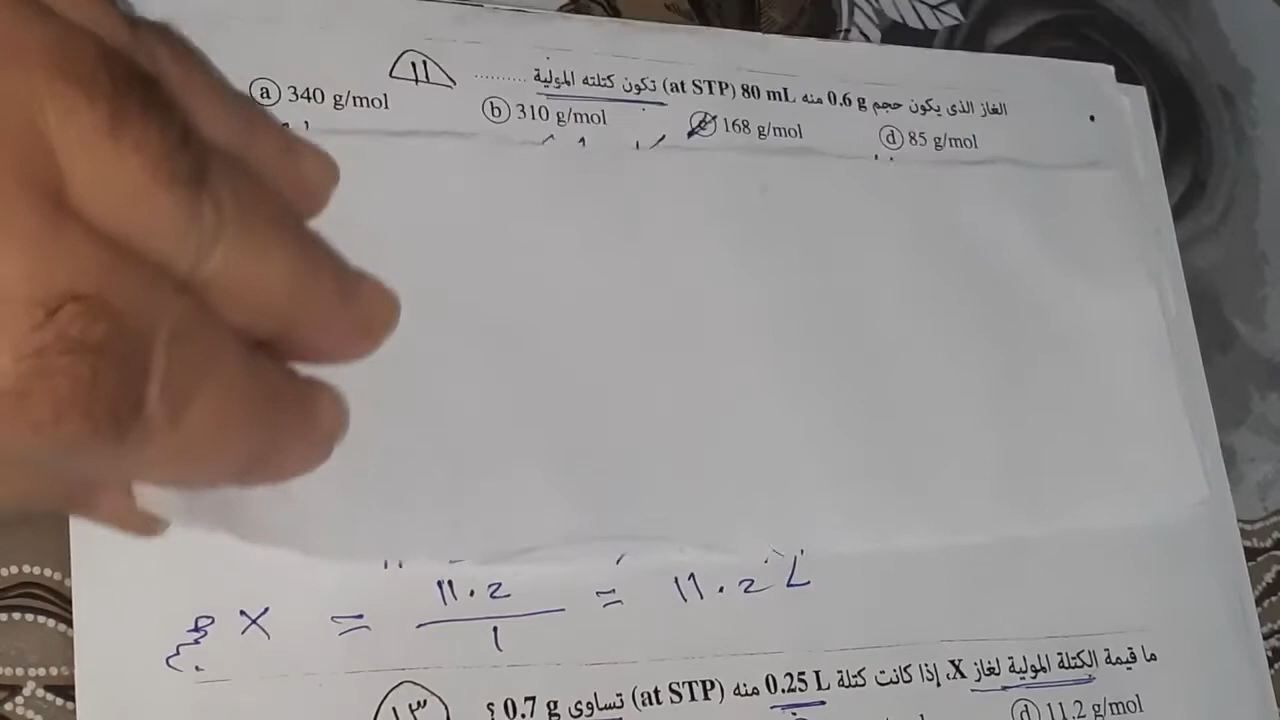 ١١
الغاز الذى يكون حجم 0.6 g منه 80 mL (at STP) تكون كتلته المولية ..........
a 340 g/mol b 310 g/mol c 168 g/mol d 85 g/mol
ح X = 11.2 / 1 = 11.2 L
ما قيمة الكتلة المولية لغاز X، إذا كانت كتلة 0.25 L منه (at STP) تساوى 0.7 g ؟
١٣
d 11.2 g/mol